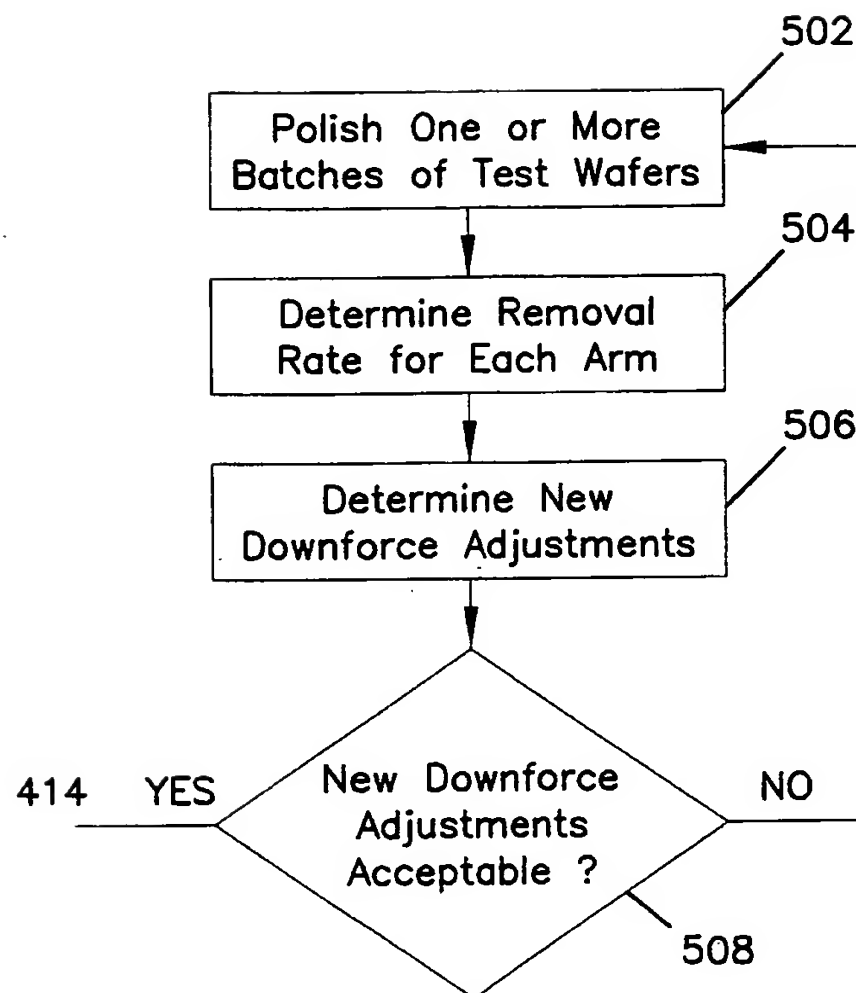 502
Polish One or More
Batches of Test Wafers
504
Determine Removal
Rate for Each Arm
506
Determine New
Downforce Adjustments
414 YES
New Downforce
Adjustments
Acceptable ?
NO
508